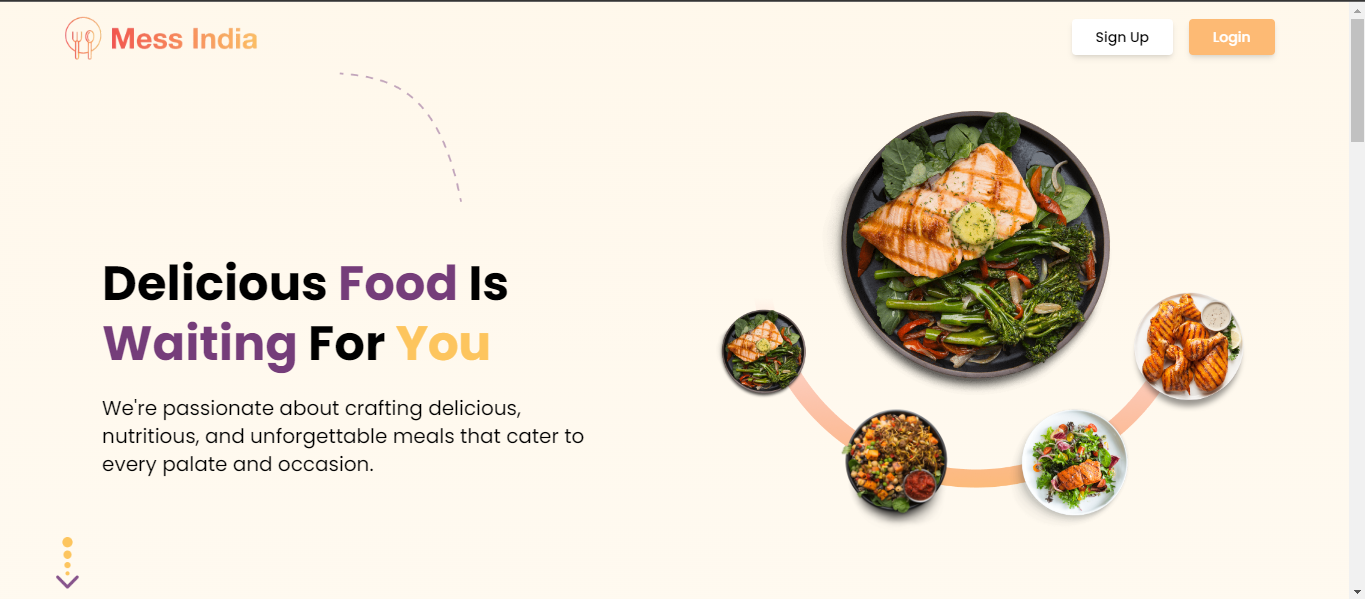 Mess India
Sign Up
Login
Delicious Food Is
Waiting For You
We're passionate about crafting delicious,
nutritious, and unforgettable meals that cater to
every palate and occasion.